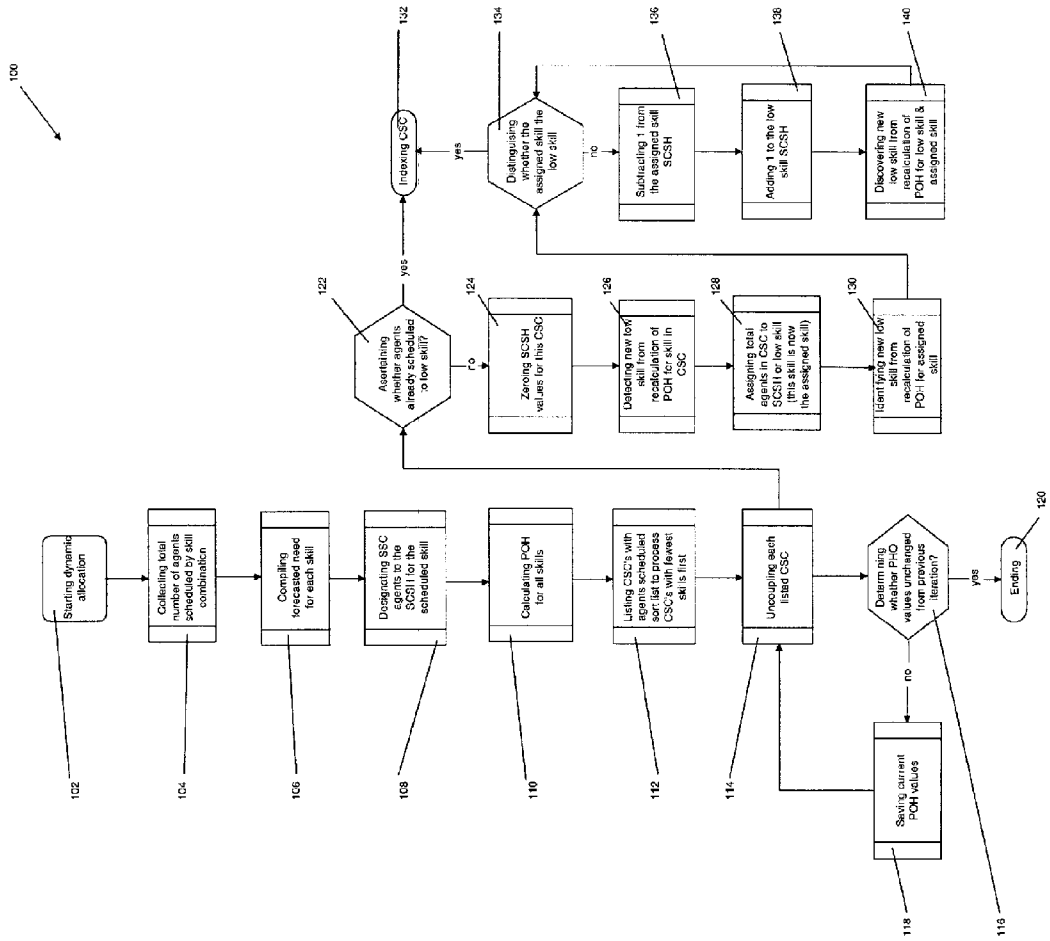 100
Starting dynamic
allocation
102
Collecting total
number of agents
scheduled by skill
combination
104
Compiling
forecasted need
for each skill
106
Designating SSC
agents to the
SCSH for the
scheduled skill
108
Calculating POH
for all skills
110
Listing CSC's with
agents scheduled
sort list to process
CSC's with fewest
skills first
112
Uncoupling each
listed CSC
114
Determining
whether PHO
values unchanged
from previous
iteration?
116
no
yes
Saving current
POH values
118
Ending
120
Asertaining
whether agents
already scheduled
to low skill?
122
yes
no
Zeroing SCSH
values for this CSC
124
Detecting new low
skill from
recalculation of
POH for skill in
CSC
126
Assigning total
agents in CSC to
SCSH or low skill
(this skill is now
the assigned skill)
128
Identifying new low
skill from
recalculation of
POH for assigned
skill
130
Indexing CSC
132
yes
Distinguising
whether the
assigned skill the
low skill
134
no
Subtracting 1 from
the assigned skill
SCSH
136
Adding 1 to the low
skill SCSH
138
Discovering new
low skill from
recalculation of
POH for low skill &
assigned skill
140